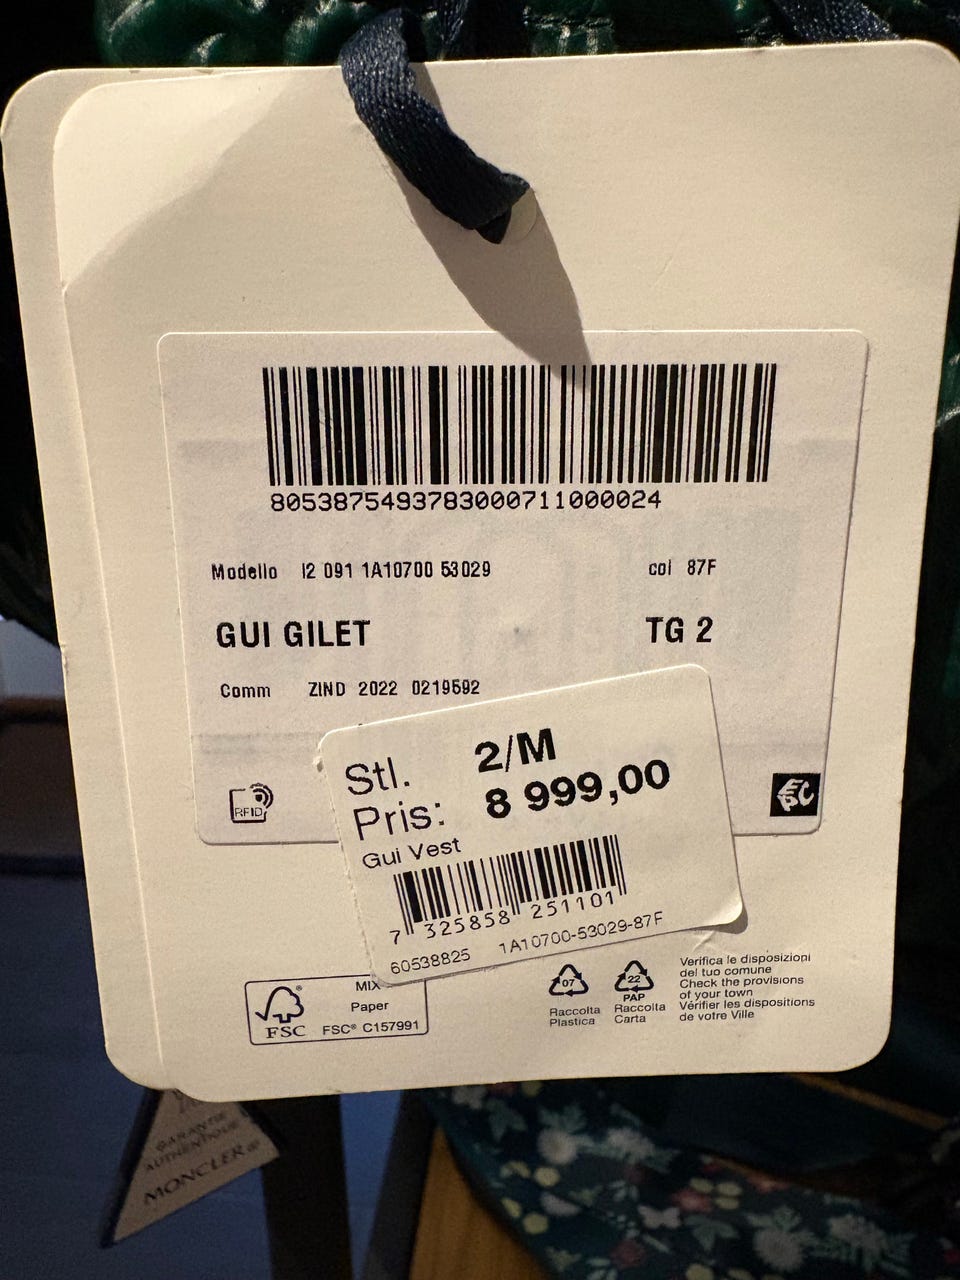 8053875493783000711000024
Modello I2 091 1A10700 53029 col 87F
GUI GILET TG 2
Comm ZIND 2022 0219592
RFID
EPC
Stl. 2/M
Pris: 8 999,00
Gui Vest
7 325858 251101
60538825 1A10700-53029-87F
MIX
Paper
FSC® C157991
® FSC
07
Raccolta
Plastica
22
PAP
Raccolta
Carta
Verifica le disposizioni
del tuo comune
Check the provisions
of your town
Vérifier les dispositions
de votre Ville
GARANTIE
AUTHENTIQUE
MONCLER®